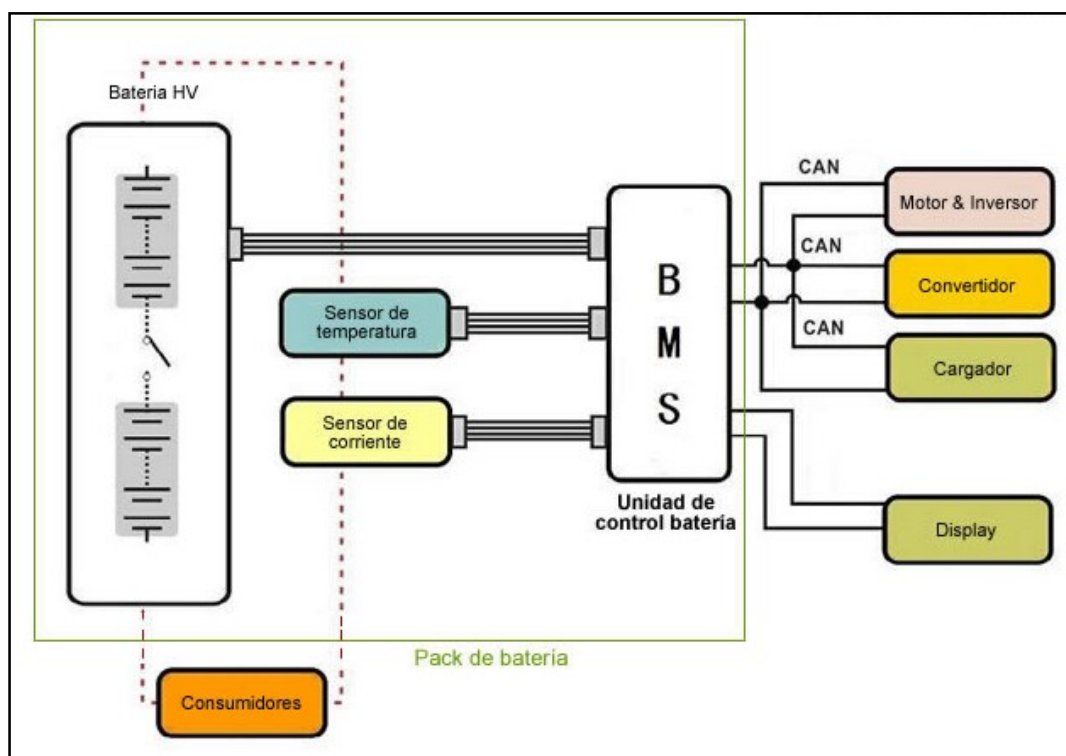 Bateria HV
CAN
Motor & Inversor
CAN
Convertidor
Sensor de
temperatura
CAN
Cargador
Sensor de
corriente
B
M
S
Unidad de
control batería
Display
Pack de bateria
Consumidores